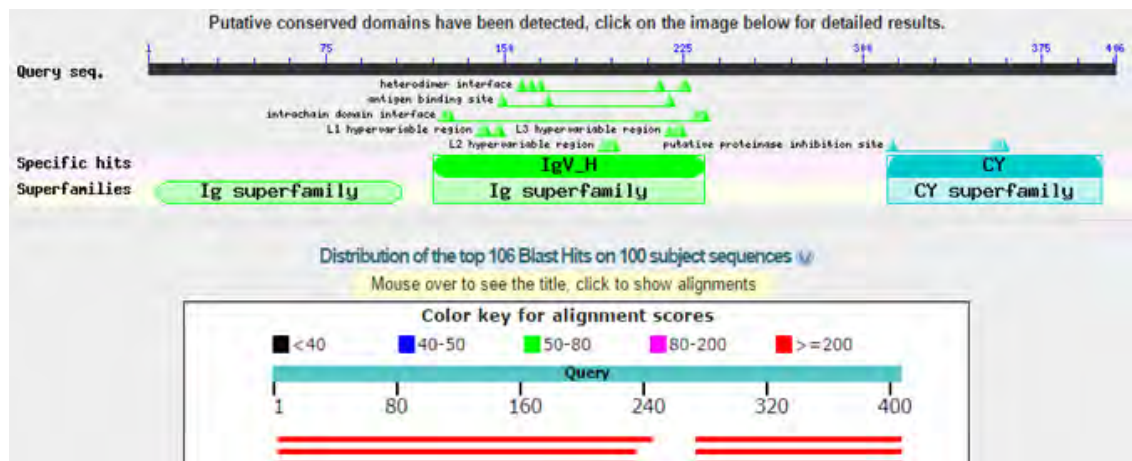 Putative conserved domains have been detected, click on the image below for detailed results.
1 75 150 225 300 375 406
Query seq.
heterodimer interface
antigen binding site
intrachain domain interface
L1 hypervariable region L3 hypervariable region
L2 hypervariable region putative proteinase inhibition site
Specific hits IgV_H CY
Superfamilies Ig superfamily Ig superfamily CY superfamily
Distribution of the top 106 Blast Hits on 100 subject sequences
Mouse over to see the title, click to show alignments
Color key for alignment scores
<40 40-50 50-80 80-200 >=200
Query
1 80 160 240 320 400